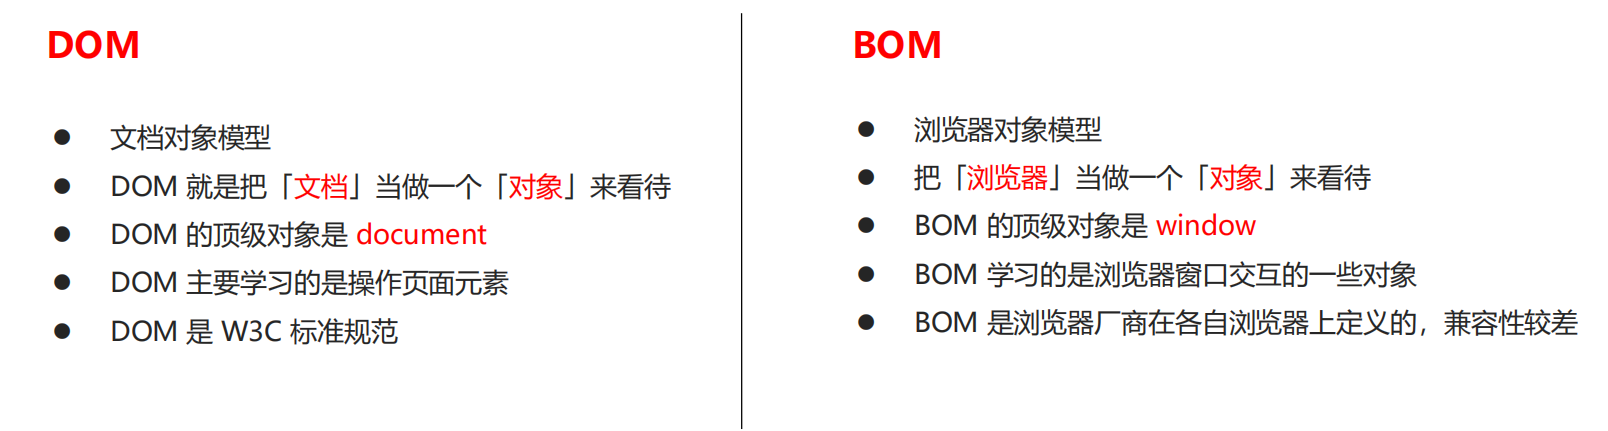 DOM
● 文档对象模型
● DOM 就是把「文档」当做一个「对象」来看待
● DOM 的顶级对象是 document
● DOM 主要学习的是操作页面元素
● DOM 是 W3C 标准规范
BOM
● 浏览器对象模型
● 把「浏览器」当做一个「对象」来看待
● BOM 的顶级对象是 window
● BOM 学习的是浏览器窗口交互的一些对象
● BOM 是浏览器厂商在各自浏览器上定义的，兼容性较差